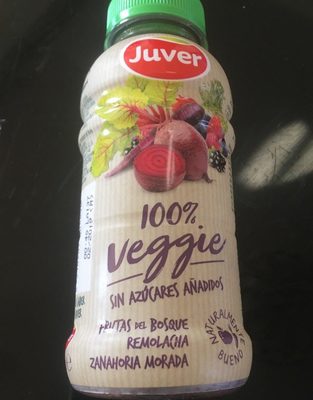 Juver
100%
veggie
SIN AZÚCARES AÑADIDOS
FRUTAS DEL BOSQUE
REMOLACHA
ZANAHORIA MORADA
NATURALMENTE
BUENO